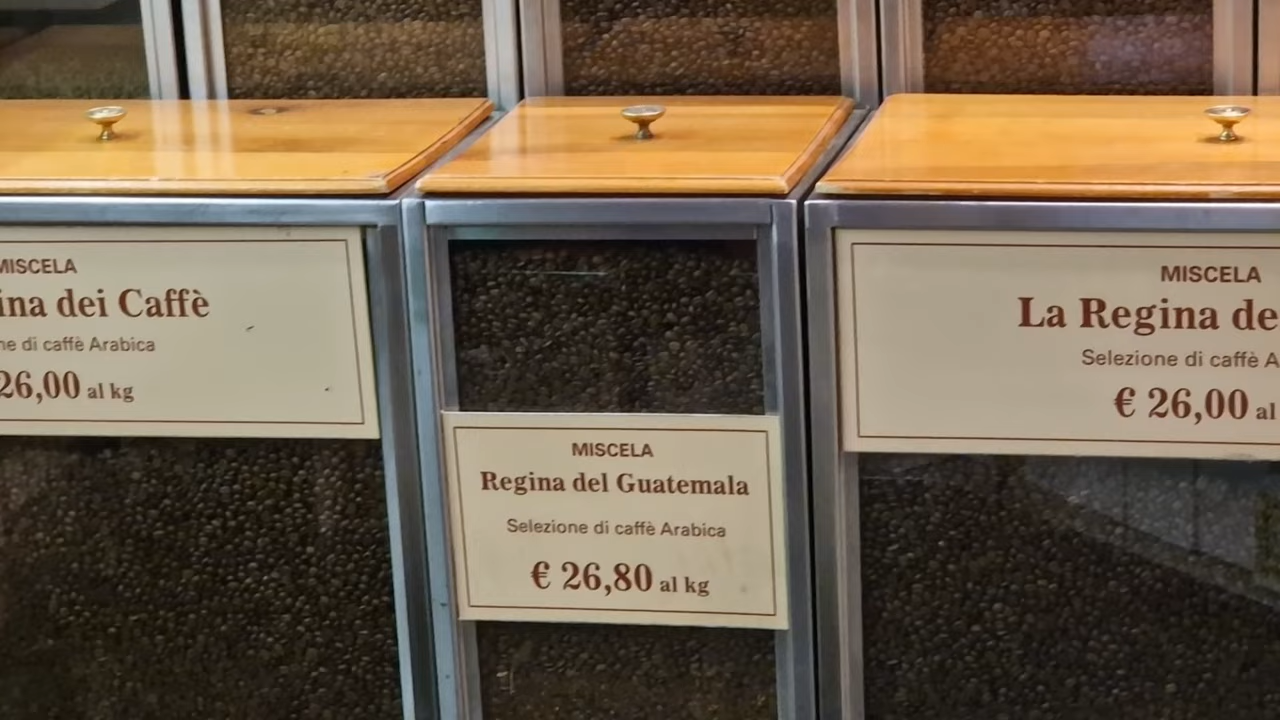 MISCELA
ina dei Caffè
ne di caffè Arabica
26,00 al kg
MISCELA
Regina del Guatemala
Selezione di caffè Arabica
€ 26,80 al kg
MISCELA
La Regina de
Selezione di caffè A
€ 26,00 al